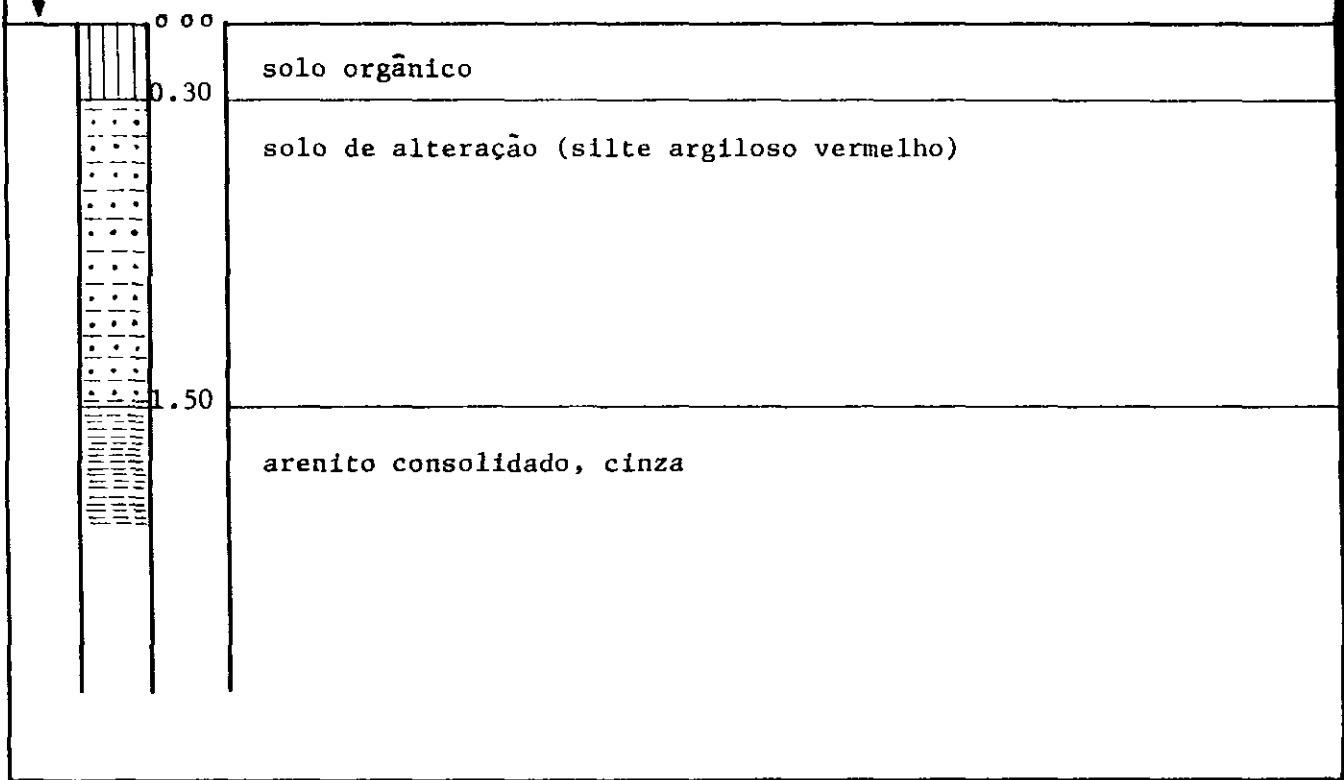 0 00
solo orgânico
0.30
solo de alteração (silte argiloso vermelho)
1.50
arenito consolidado, cinza